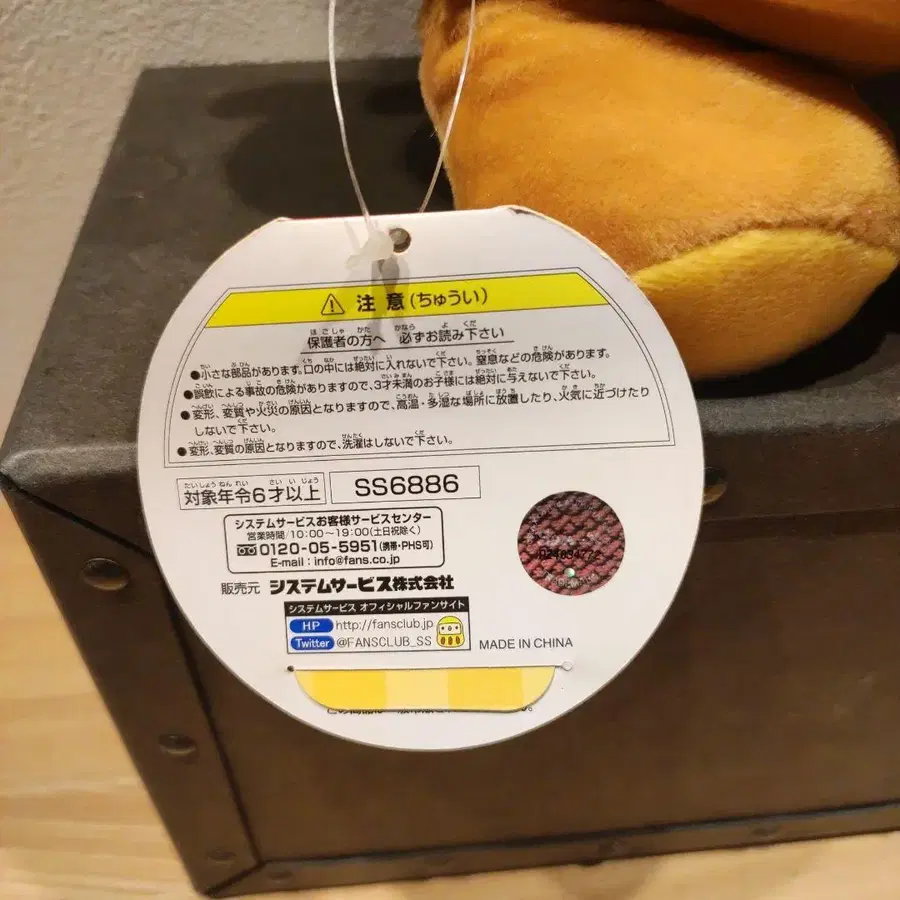 注意(ちゅうい)
保護者の方へ 必ずお読み下さい
●小さな部品があります。口の中には絶対に入れないで下さい。窒息などの危険があります。
●誤飲による事故の危険がありますので、3才未満のお子様には絶対に与えないで下さい。
●変形、変質や火災の原因となりますので、高温・多湿な場所に放置したり、火気に近づけたり
しないで下さい。
●変形、変質の原因となりますので、洗濯はしないで下さい。
対象年令6才以上 SS6886
システムサービスお客様サービスセンター
営業時間/10:00〜19:00(土日祝除く)
0120-05-5951(携帯・PHS可)
E-mail:info@fans.co.jp
販売元 システムサービス株式会社
システムサービス オフィシャルファンサイト
HP http://fansclub.jp
Twitter @FANSCLUB_SS
MADE IN CHINA